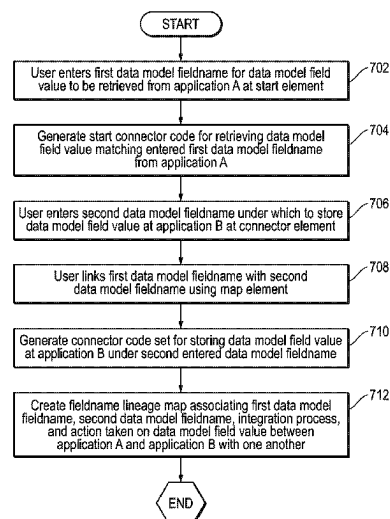 START
User enters first data model fieldname for data model field
value to be retrieved from application A at start element
702
Generate start connector code for retrieving data model
field value matching entered first data model fieldname
from application A
704
User enters second data model fieldname under which to store
data model field value at application B at connector element
706
User links first data model fieldname with second
data model fieldname using map element
708
Generate connector code set for storing data model field value
at application B under second entered data model fieldname
710
Create fieldname lineage map associating first data model
fieldname, second data model fieldname, integration process,
and action taken on data model field value between
application A and application B with one another
712
END